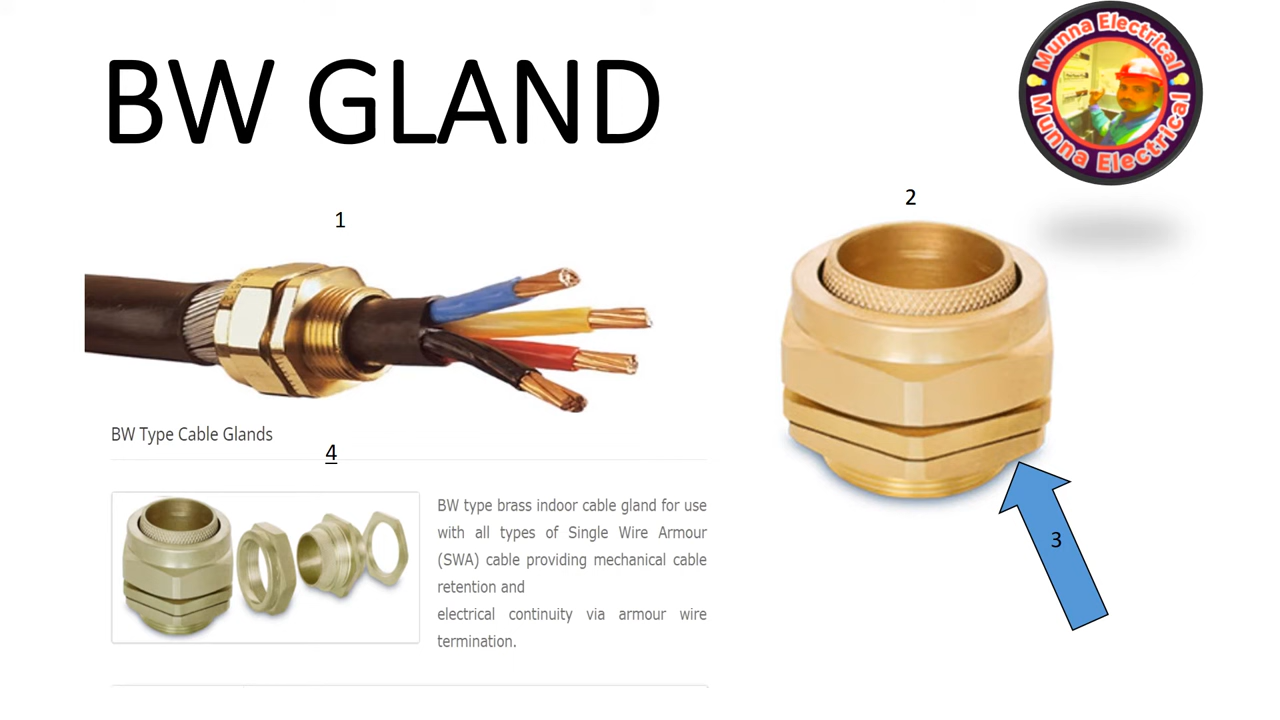 BW GLAND
Munna Electrical
Munna Electrical
1
2
BW Type Cable Glands
4
BW type brass indoor cable gland for use
with all types of Single Wire Armour
(SWA) cable providing mechanical cable
retention and
electrical continuity via armour wire
termination.
3